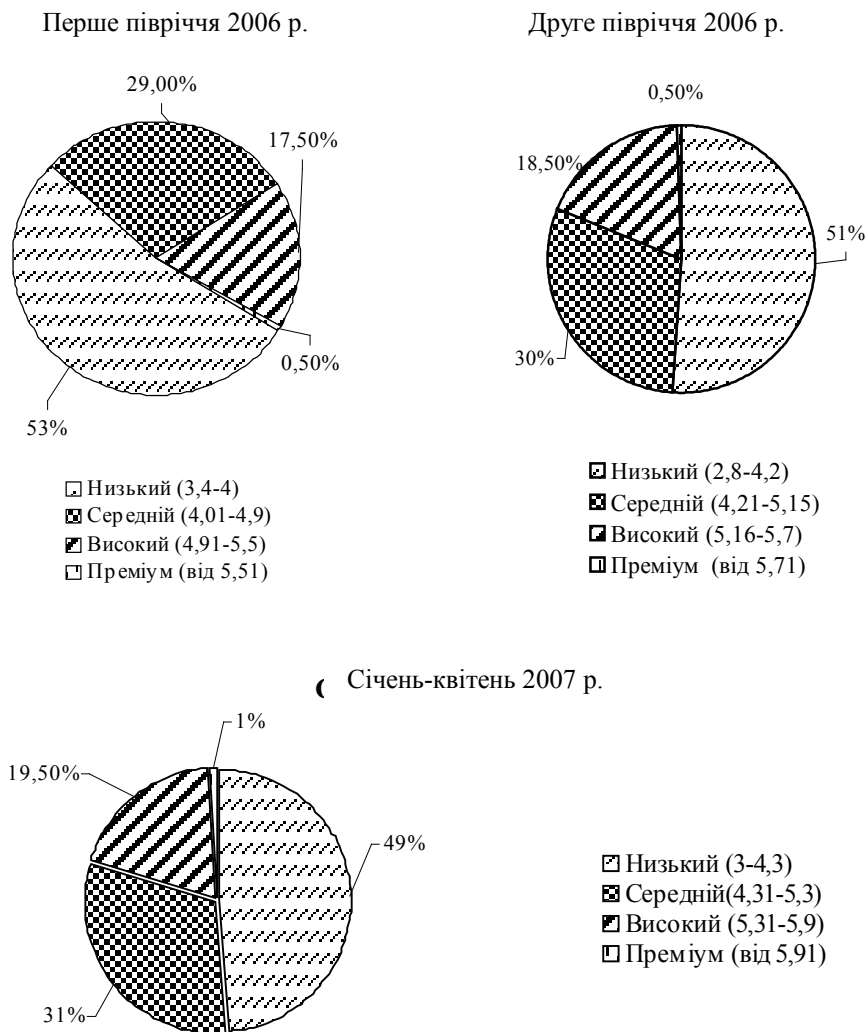 Перше півріччя 2006 р.
29,00%
17,50%
0,50%
53%
Низький (3,4-4)
Середній (4,01-4,9)
Високий (4,91-5,5)
Преміум (від 5,51)
Друге півріччя 2006 р.
0,50%
18,50%
51%
30%
Низький (2,8-4,2)
Середній (4,21-5,15)
Високий (5,16-5,7)
Преміум (від 5,71)
Січень-квітень 2007 р.
1%
19,50%
49%
31%
Низький (3-4,3)
Середній(4,31-5,3)
Високий (5,31-5,9)
Преміум (від 5,91)